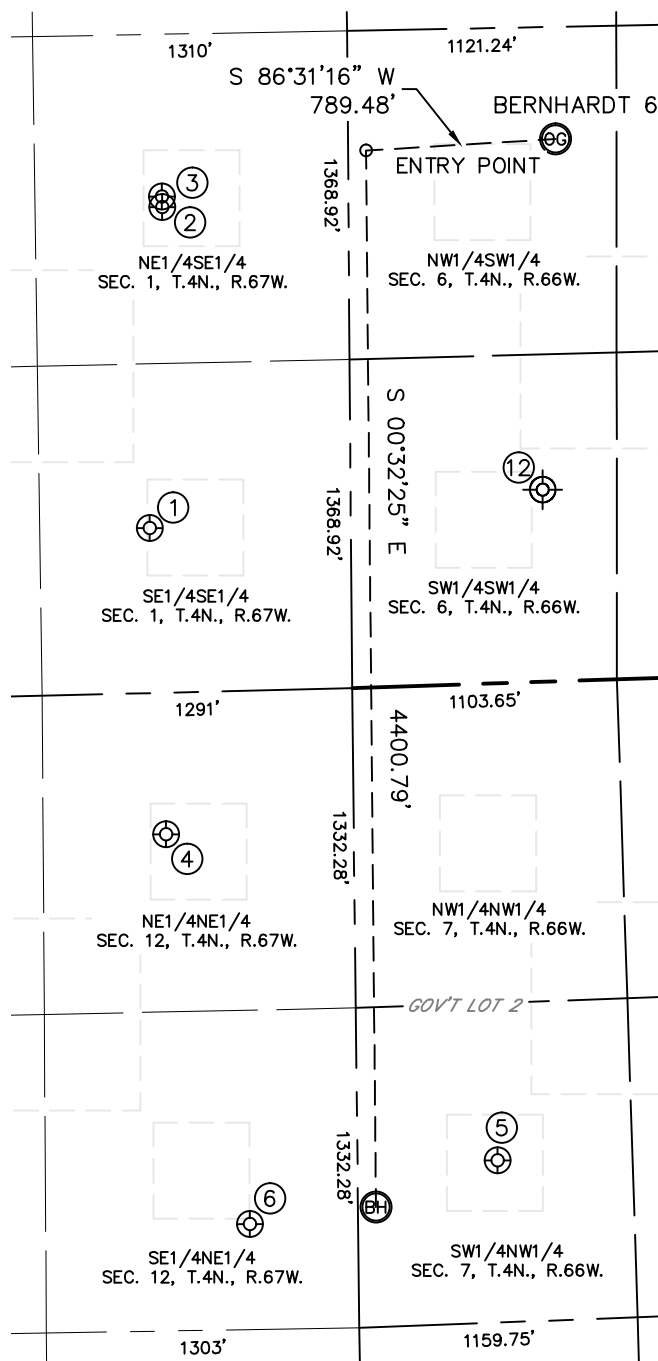 1310'
1121.24'
S 86°31'16" W
789.48'
BERNHARDT 6
OG
ENTRY POINT
1368.92'
3
2
NE1/4SE1/4
SEC. 1, T.4N., R.67W.
NW1/4SW1/4
SEC. 6, T.4N., R.66W.
S 00°32'25" E
12
1
1368.92'
SE1/4SE1/4
SEC. 1, T.4N., R.67W.
SW1/4SW1/4
SEC. 6, T.4N., R.66W.
1291'
1103.65'
4400.79'
1332.28'
4
NE1/4NE1/4
SEC. 12, T.4N., R.67W.
NW1/4NW1/4
SEC. 7, T.4N., R.66W.
GOV'T LOT 2
5
1332.28'
6
BH
SE1/4NE1/4
SEC. 12, T.4N., R.67W.
SW1/4NW1/4
SEC. 7, T.4N., R.66W.
1303'
1159.75'